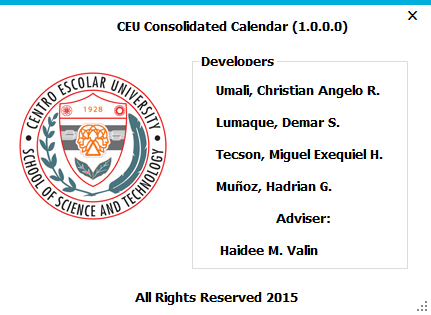 CEU Consolidated Calendar (1.0.0.0)
CENTRO ESCOLAR UNIVERSITY
1928
SCHOOL OF SCIENCE AND TECHNOLOGY
Developers
Umali, Christian Angelo R.
Lumaque, Demar S.
Tecson, Miguel Exequiel H.
Muñoz, Hadrian G.
Adviser:
Haidee M. Valin
All Rights Reserved 2015